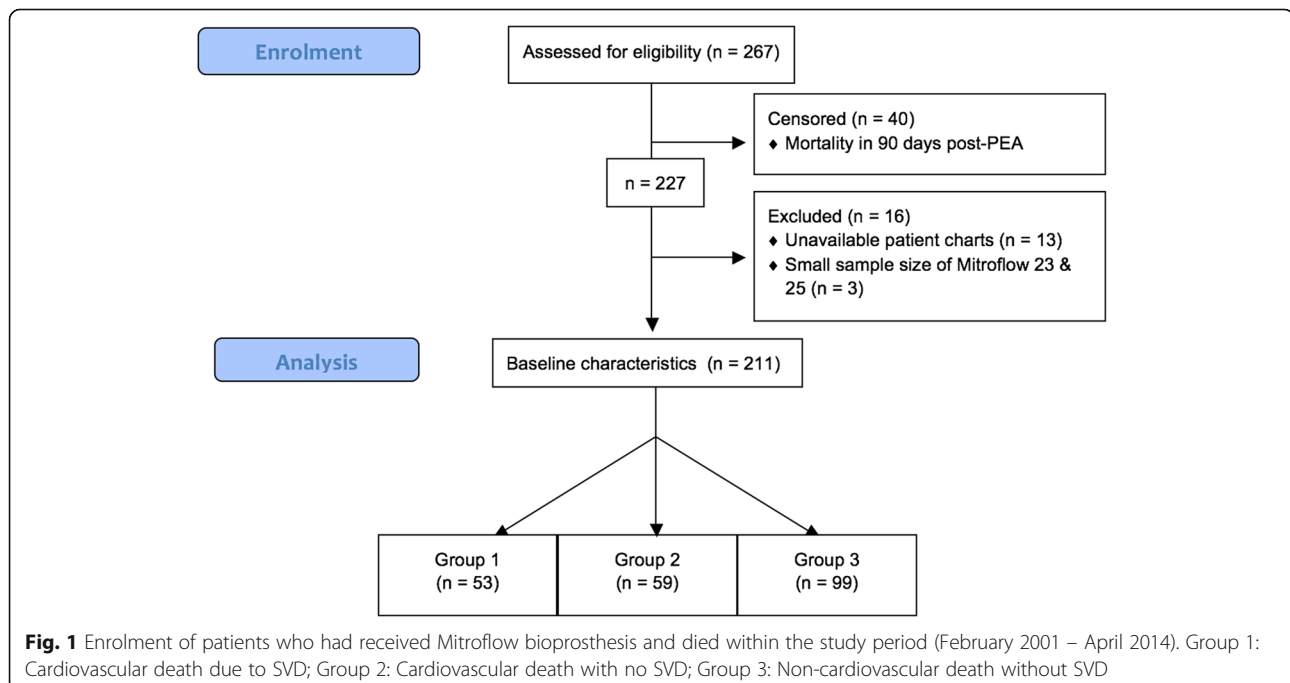 Enrolment
Assessed for eligibility (n = 267)
Censored (n = 40)
♦ Mortality in 90 days post-PEA
n = 227
Excluded (n = 16)
♦ Unavailable patient charts (n = 13)
♦ Small sample size of Mitroflow 23 &
25 (n = 3)
Analysis
Baseline characteristics (n = 211)
Group 1
(n = 53)
Group 2
(n = 59)
Group 3
(n = 99)
Fig. 1 Enrolment of patients who had received Mitroflow bioprosthesis and died within the study period (February 2001 – April 2014). Group 1:
Cardiovascular death due to SVD; Group 2: Cardiovascular death with no SVD; Group 3: Non-cardiovascular death without SVD